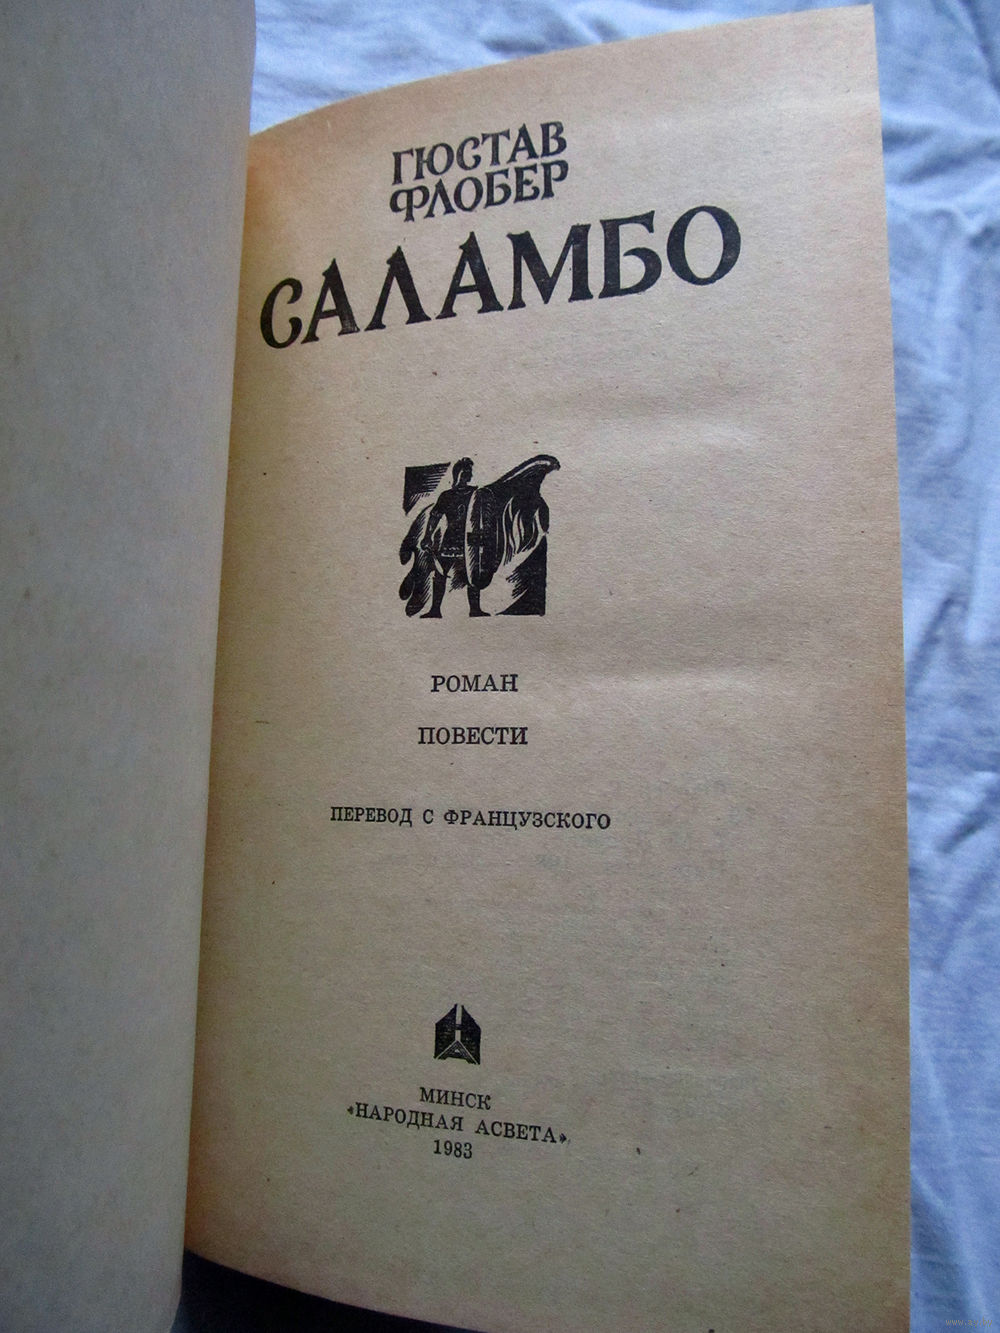 ГЮСТАВ
ФЛОБЕР
САЛАМБО
РОМАН
ПОВЕСТИ
ПЕРЕВОД С ФРАНЦУЗСКОГО
МИНСК
«НАРОДНАЯ АСВЕТА»
1983